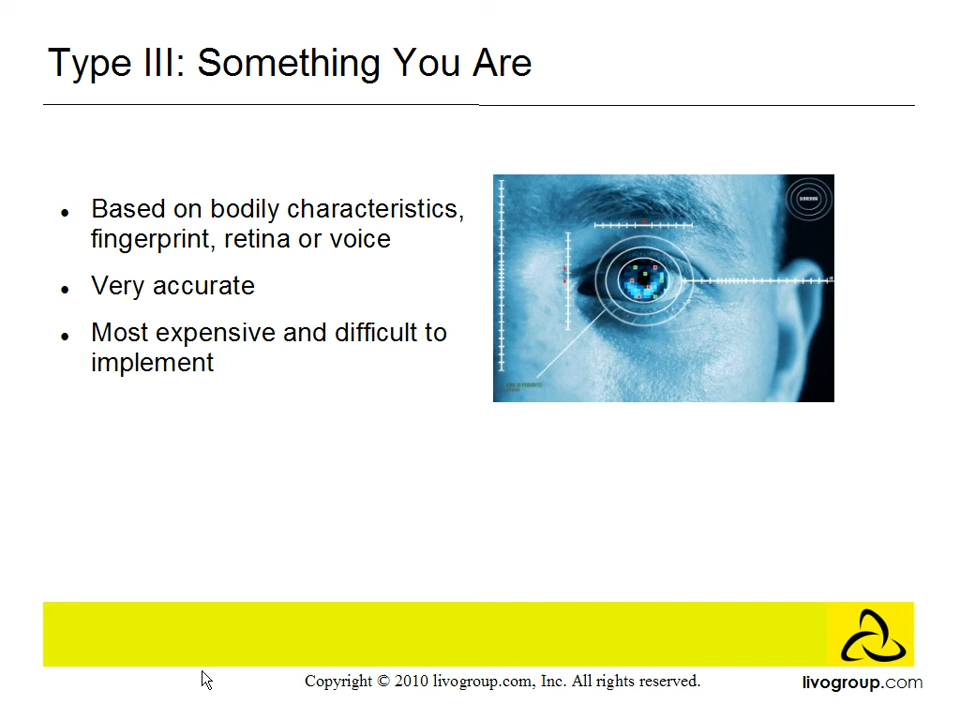 Type III: Something You Are
Based on bodily characteristics,
fingerprint, retina or voice
Very accurate
Most expensive and difficult to
implement
Copyright © 2010 livogroup.com, Inc. All rights reserved.
livogroup.com